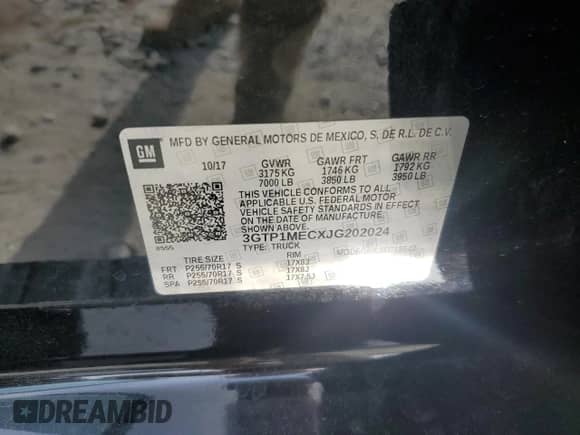 GM
MFD BY GENERAL MOTORS DE MEXICO, S. DE R.L. DE C.V.
10/17 GVWR GAWR FRT GAWR RR
3175 KG 1746 KG 1792 KG
7000 LB 3850 LB 3950 LB
THIS VEHICLE CONFORMS TO ALL
APPLICABLE U.S. FEDERAL MOTOR
VEHICLE SAFETY STANDARDS IN
EFFECT ON THE DATE OF
MANUFACTURE SHOWN ABOVE.
3GTP1MECXJG202024
TYPE: TRUCK
TIRE SIZE RIM
FRT P255/70R17 S 17X8J
RR P255/70R17 S 17X8J
SPA P255/70R17 S 17X7.5J
DREAMBID